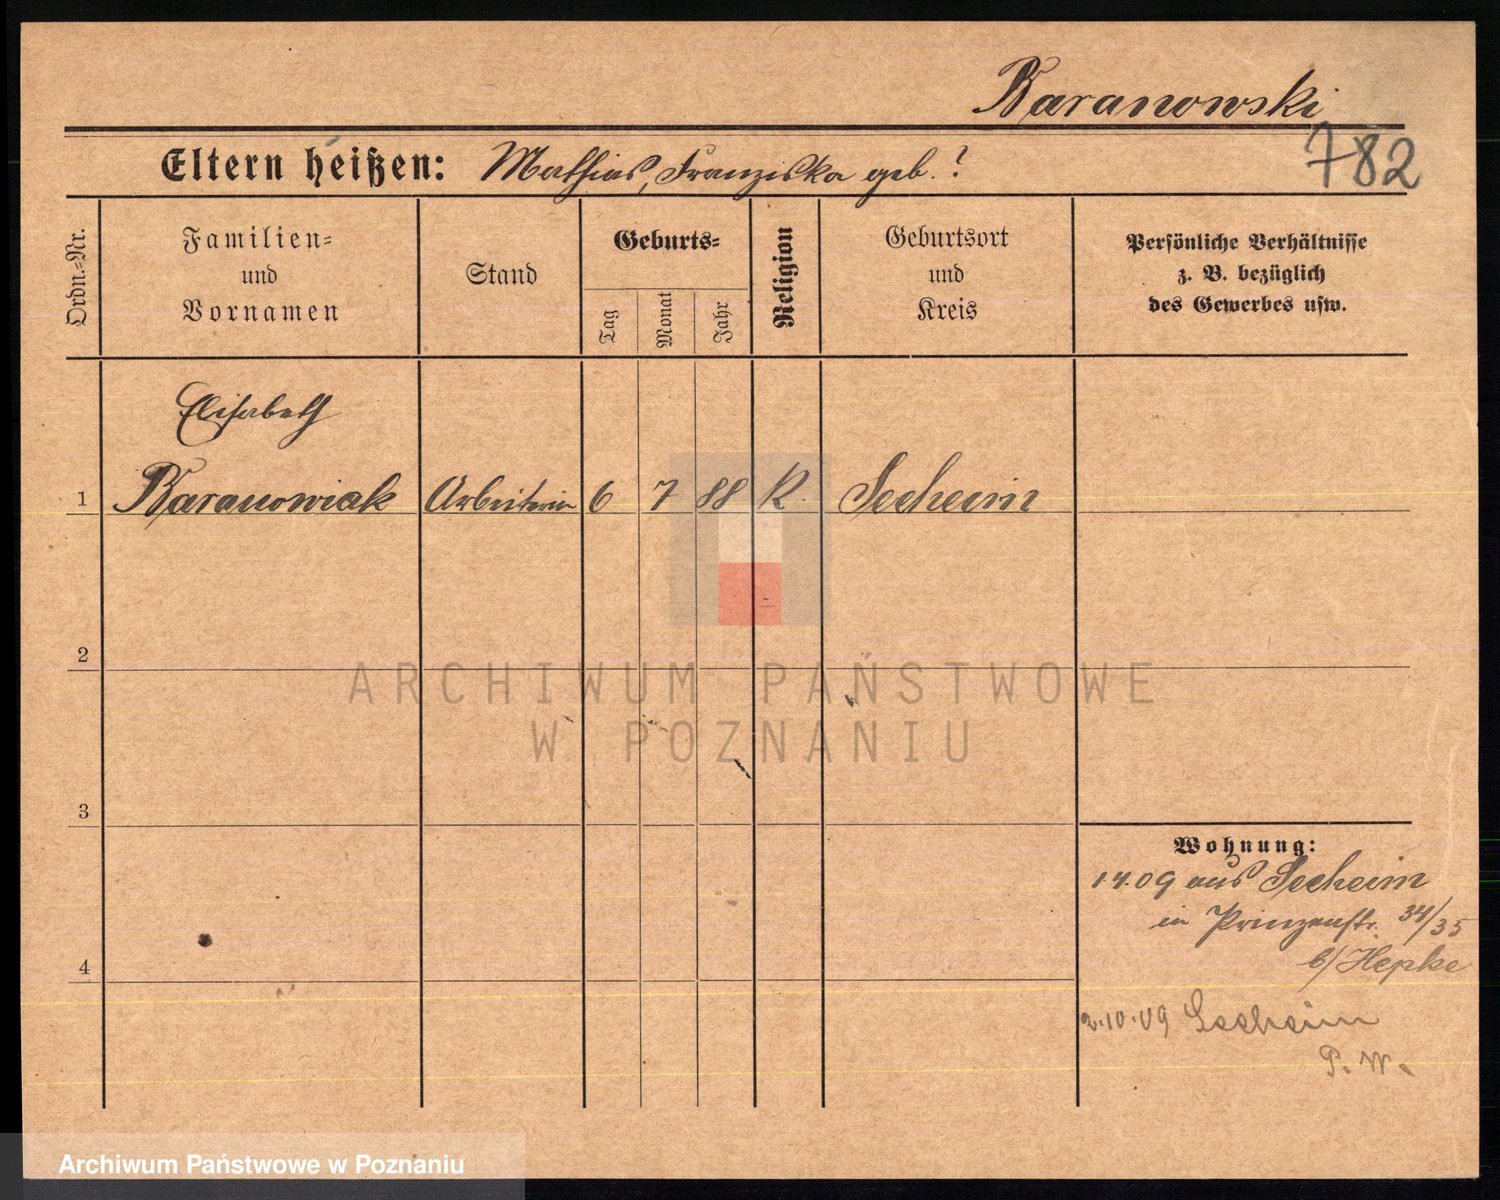 Baranowski
782
Eltern heißen: Mathias, Franziska geb. ?
Ordn.-Nr.
Familien-
und
Vornamen
Stand
Geburts-
Tag
Monat
Jahr
Religion
Geburtsort
und
Kreis
Persönliche Verhältnisse
z. B. bezüglich
des Gewerbes usw.
Elisabeth
1 Baranowiak Arbeiterin 6 7 88 K. Seeheim
2
ARCHIWUM PAŃSTWOWE
W POZNANIU
3
Wohnung:
1 4. 09 aus Seeheim
in Prinzenstr. 34/35
b/ Hepke
4
2.10.09 Seeheim
P. W.
Archiwum Państwowe w Poznaniu